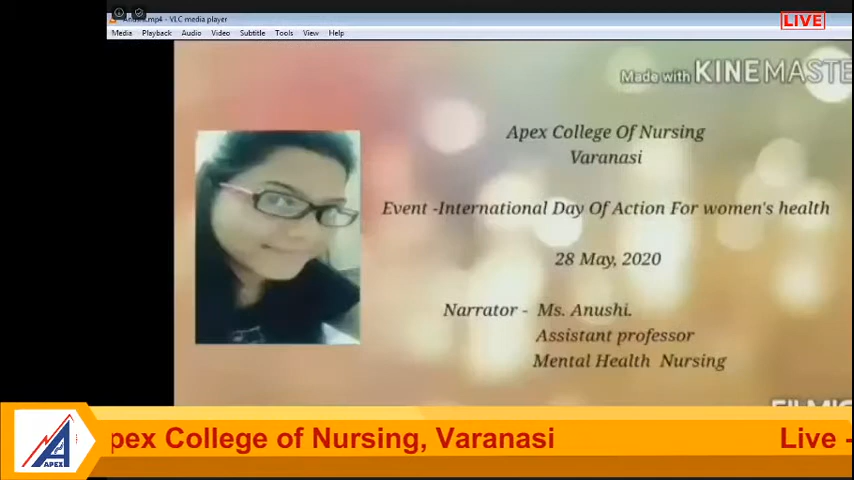 .mp4 - VLC media player
LIVE
Media Playback Audio Video Subtitle Tools View Help
Made with KINEMASTE
Apex College Of Nursing
Varanasi
Event -International Day Of Action For women's health
28 May, 2020
Narrator - Ms. Anushi.
Assistant professor
Mental Health Nursing
APEX
pex College of Nursing, Varanasi
Live -